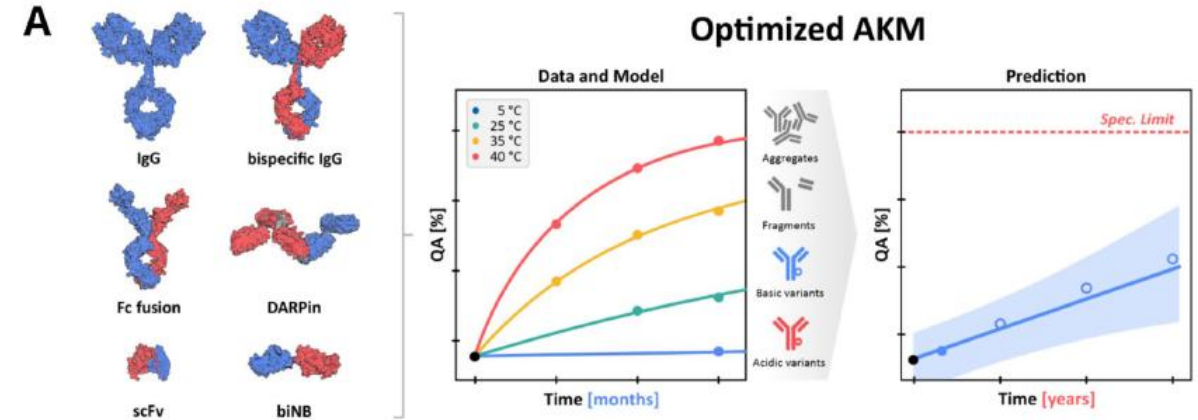 A
Optimized AKM
IgG
bispecific IgG
Fc fusion
DARPin
scFv
biNB
Data and Model
5 °C
25 °C
35 °C
40 °C
QA [%]
Time [months]
Aggregates
Fragments
Basic variants
Acidic variants
Prediction
Spec. Limit
QA [%]
Time [years]